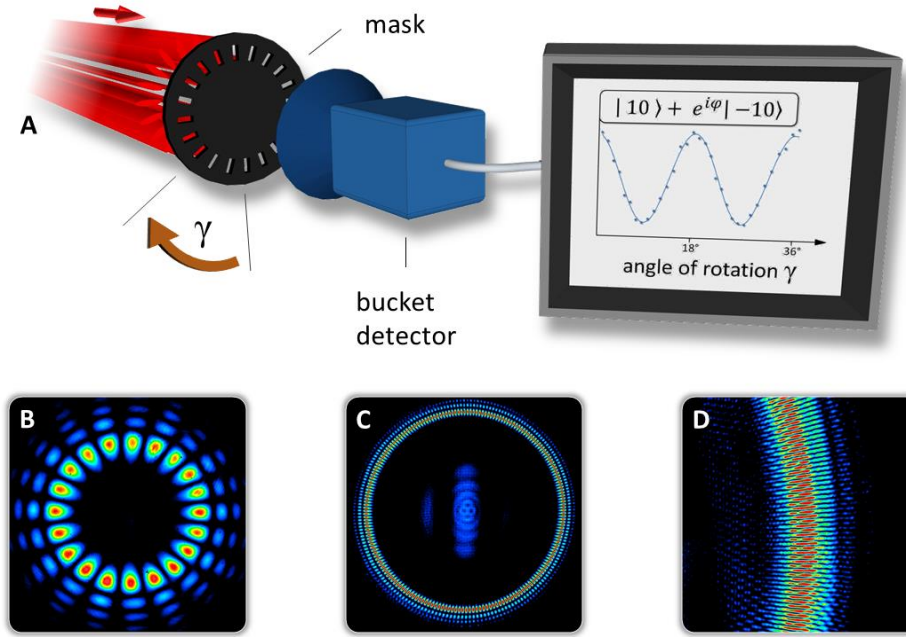 mask
A
γ
bucket
detector
| 10 ⟩ + e^{iφ}| −10⟩
18°
36°
angle of rotation γ
B
C
D